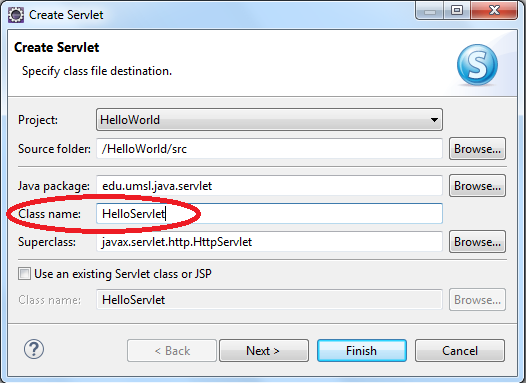 Create Servlet
Create Servlet
Specify class file destination.
S
Project: HelloWorld
Source folder: /HelloWorld/src Browse...
Java package: edu.umsl.java.servlet Browse...
Class name: HelloServlet
Superclass: javax.servlet.http.HttpServlet Browse...
Use an existing Servlet class or JSP
Class name: HelloServlet Browse...
? < Back Next > Finish Cancel